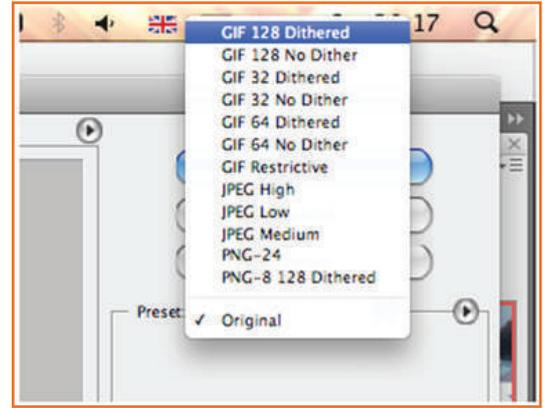 17
GIF 128 Dithered
GIF 128 No Dither
GIF 32 Dithered
GIF 32 No Dither
GIF 64 Dithered
GIF 64 No Dither
GIF Restrictive
JPEG High
JPEG Low
JPEG Medium
PNG-24
PNG-8 128 Dithered
Preset:
✓ Original